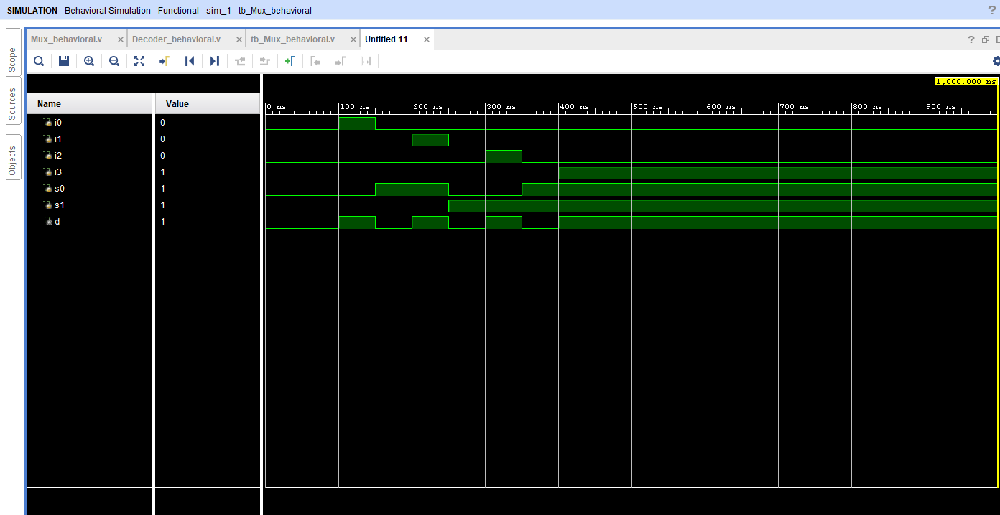 SIMULATION - Behavioral Simulation - Functional - sim_1 - tb_Mux_behavioral
?
Scope
Sources
Objects
Mux_behavioral.v × Decoder_behavioral.v × tb_Mux_behavioral.v × Untitled 11 ×
?
1,000.000 ns
Name Value
0 ns 100 ns 200 ns 300 ns 400 ns 500 ns 600 ns 700 ns 800 ns 900 ns
i0 0
i1 0
i2 0
i3 1
s0 1
s1 1
d 1